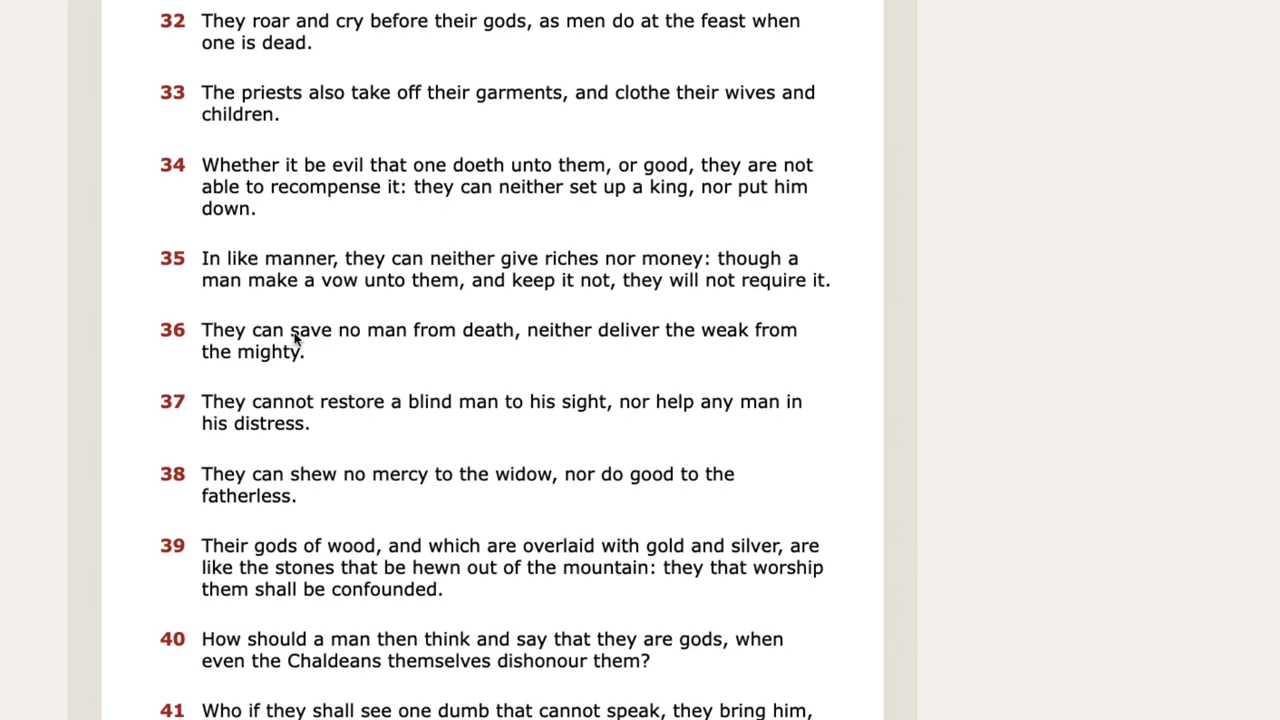 32 They roar and cry before their gods, as men do at the feast when
one is dead.
33 The priests also take off their garments, and clothe their wives and
children.
34 Whether it be evil that one doeth unto them, or good, they are not
able to recompense it: they can neither set up a king, nor put him
down.
35 In like manner, they can neither give riches nor money: though a
man make a vow unto them, and keep it not, they will not require it.
36 They can save no man from death, neither deliver the weak from
the mighty.
37 They cannot restore a blind man to his sight, nor help any man in
his distress.
38 They can shew no mercy to the widow, nor do good to the
fatherless.
39 Their gods of wood, and which are overlaid with gold and silver, are
like the stones that be hewn out of the mountain: they that worship
them shall be confounded.
40 How should a man then think and say that they are gods, when
even the Chaldeans themselves dishonour them?
41 Who if they shall see one dumb that cannot speak, they bring him,